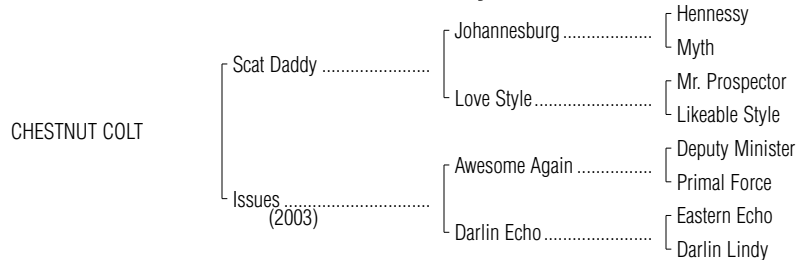 Hennessy
Johannesburg ....................
Myth
Scat Daddy .......................
Mr. Prospector
Love Style..........................
Likeable Style
CHESTNUT COLT
Deputy Minister
Awesome Again .................
Primal Force
Issues ...............................
(2003)
Eastern Echo
Darlin Echo ........................
Darlin Lindy